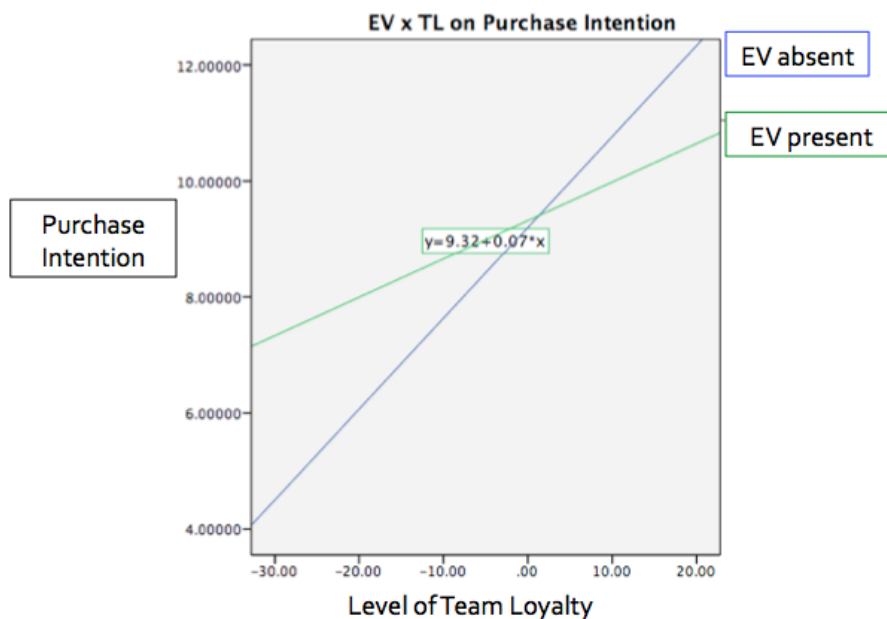 EV x TL on Purchase Intention
EV absent
EV present
Purchase
Intention
12.00000
10.00000
8.00000
6.00000
4.00000
y=9.32+0.07*x
-30.00 -20.00 -10.00 .00 10.00 20.00
Level of Team Loyalty